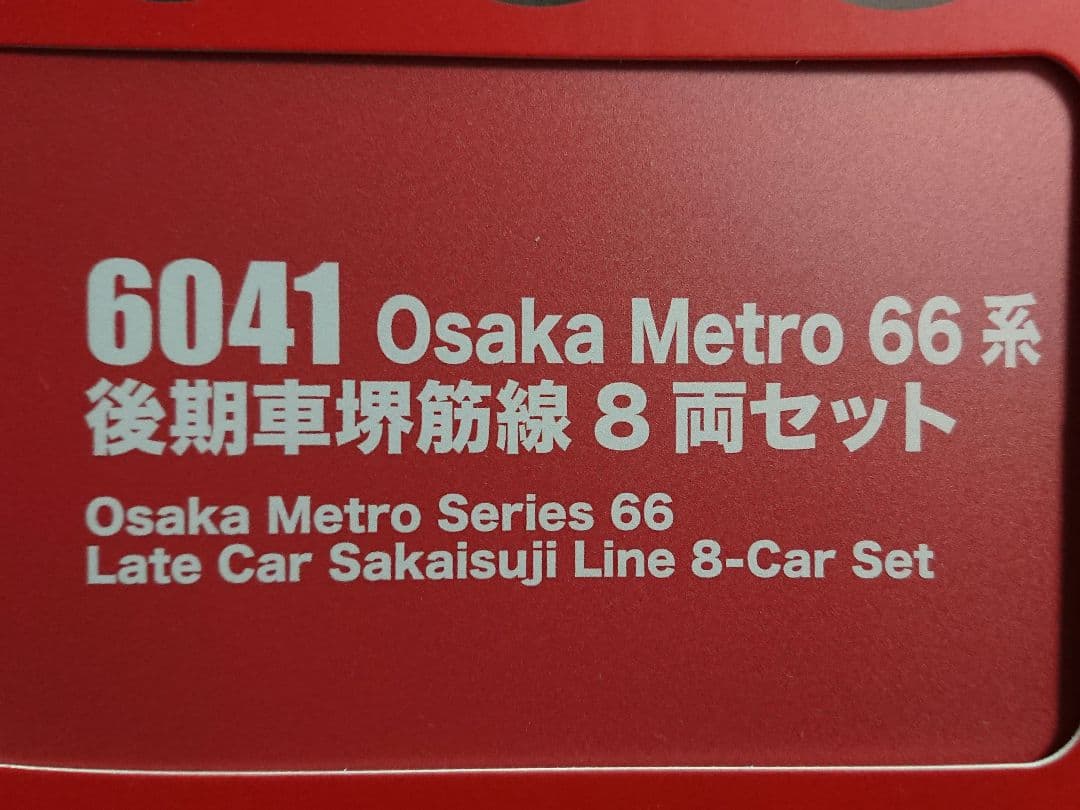 6041 Osaka Metro 66系
後期車堺筋線8両セット
Osaka Metro Series 66
Late Car Sakaisuji Line 8-Car Set